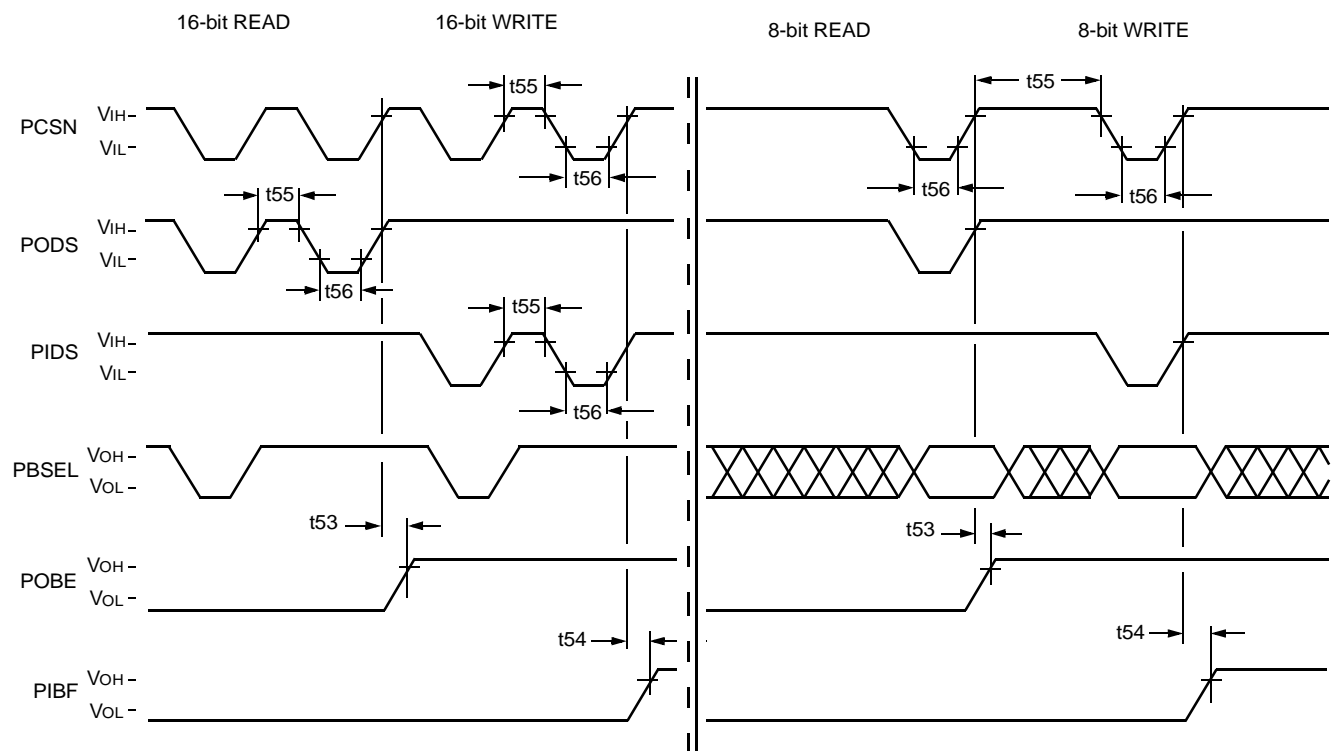 16-bit READ 16-bit WRITE 8-bit READ 8-bit WRITE
t55 t55
PCSN VIH–
VIL–
t56 t56 t56
t55
PODS VIH–
VIL–
t56 t55
PIDS VIH–
VIL–
t56
PBSEL VOH–
VOL–
t53 t53
POBE VOH–
VOL–
t54 t54
PIBF VOH–
VOL–